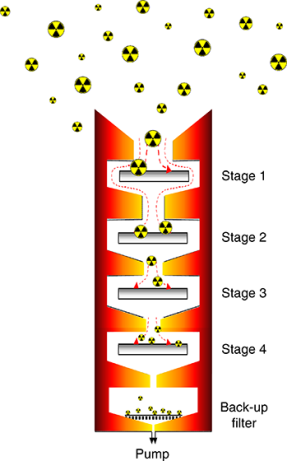 Stage 1
Stage 2
Stage 3
Stage 4
Back-up
filter
Pump